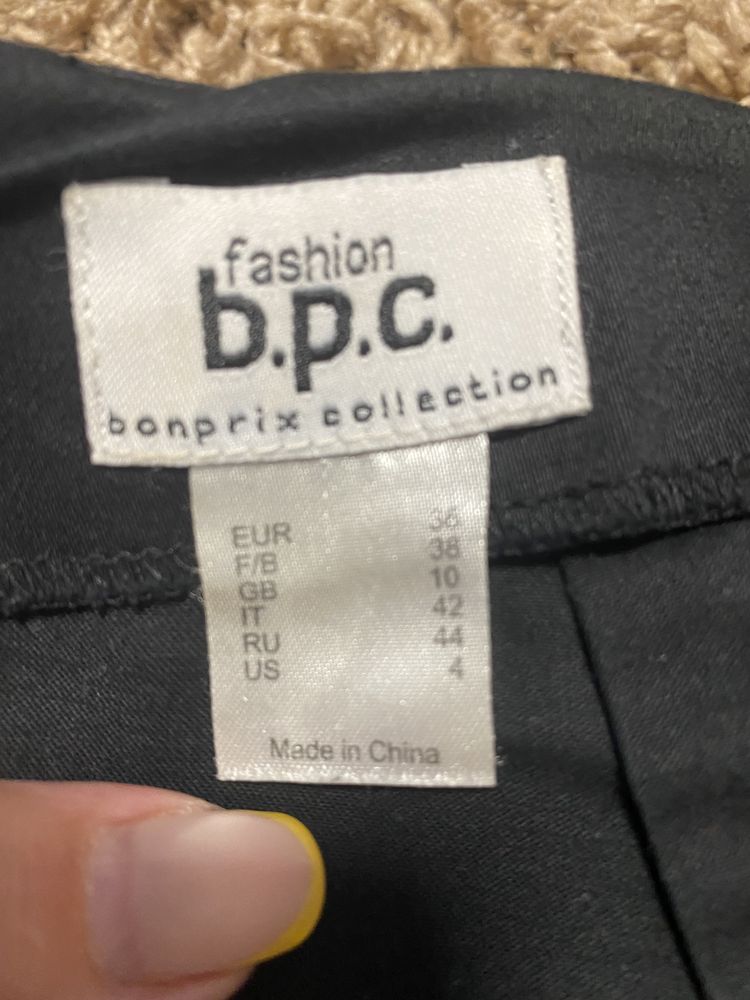 fashion
b.p.c.
bonprix collection
EUR 36
F/B 38
GB 10
IT 42
RU 44
US 4
Made in China